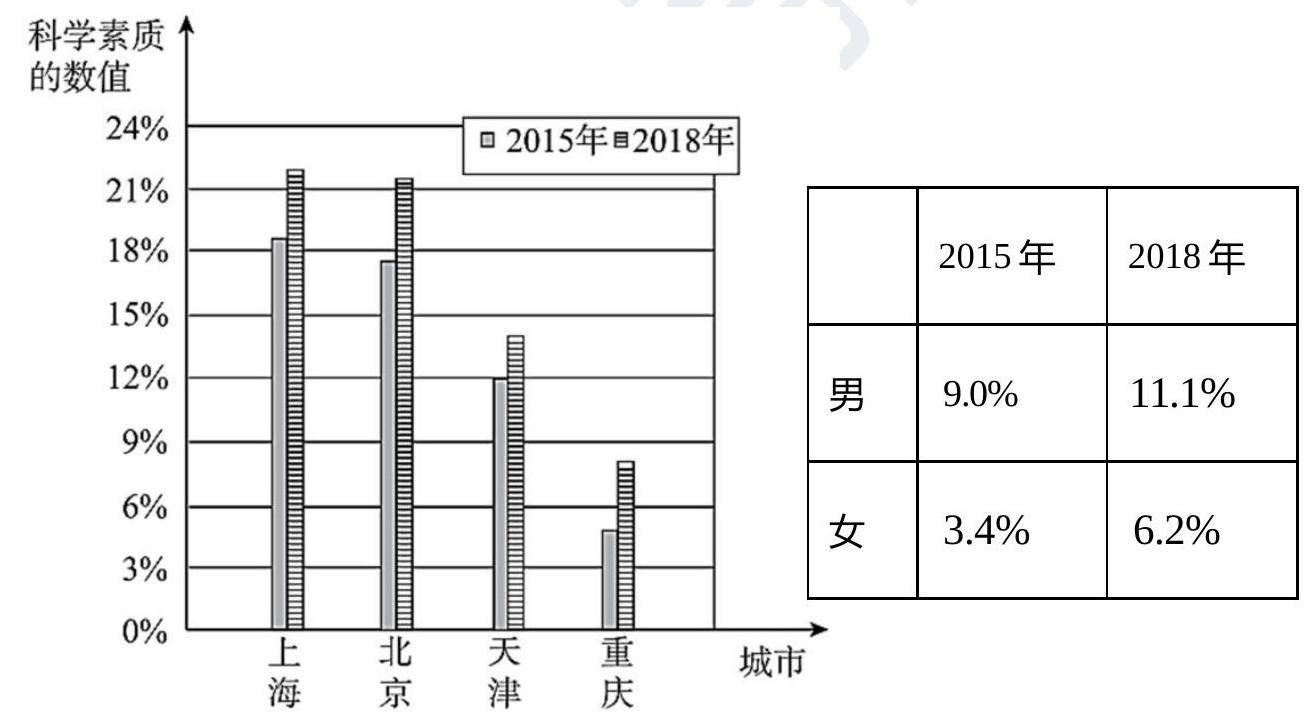 科学素质
的数值
24%
21%
18%
15%
12%
9%
6%
3%
0%
2015年 2018年
上海
北京
天津
重庆
城市
2015年 2018年
男 9.0% 11.1%
女 3.4% 6.2%